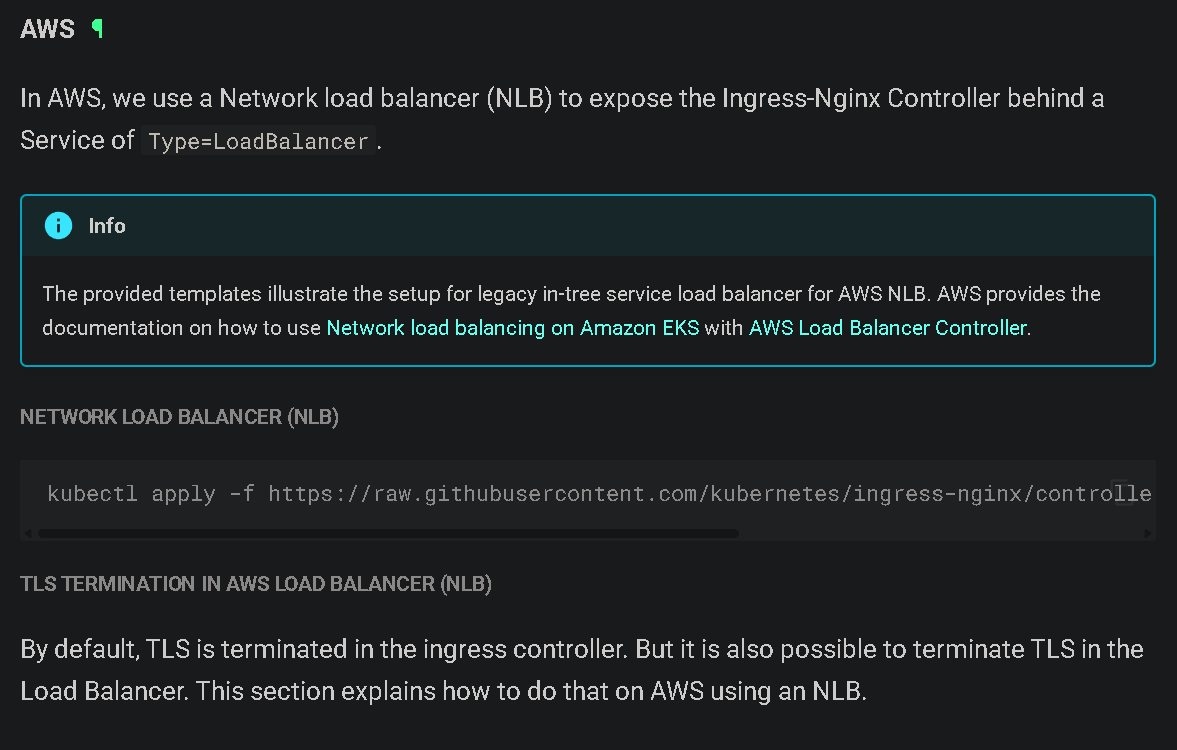 AWS ¶
In AWS, we use a Network load balancer (NLB) to expose the Ingress-Nginx Controller behind a
Service of Type=LoadBalancer.
Info
The provided templates illustrate the setup for legacy in-tree service load balancer for AWS NLB. AWS provides the
documentation on how to use Network load balancing on Amazon EKS with AWS Load Balancer Controller.
NETWORK LOAD BALANCER (NLB)
kubectl apply -f https://raw.githubusercontent.com/kubernetes/ingress-nginx/controlle
TLS TERMINATION IN AWS LOAD BALANCER (NLB)
By default, TLS is terminated in the ingress controller. But it is also possible to terminate TLS in the
Load Balancer. This section explains how to do that on AWS using an NLB.